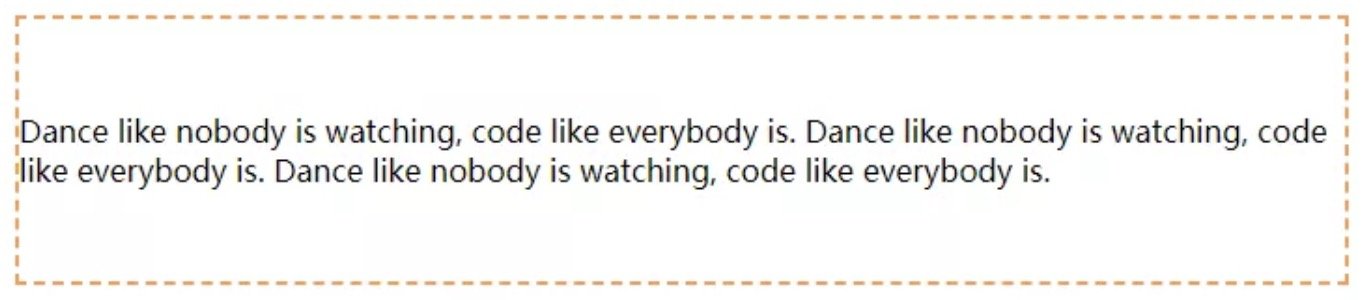 Dance like nobody is watching, code like everybody is. Dance like nobody is watching, code
like everybody is. Dance like nobody is watching, code like everybody is.